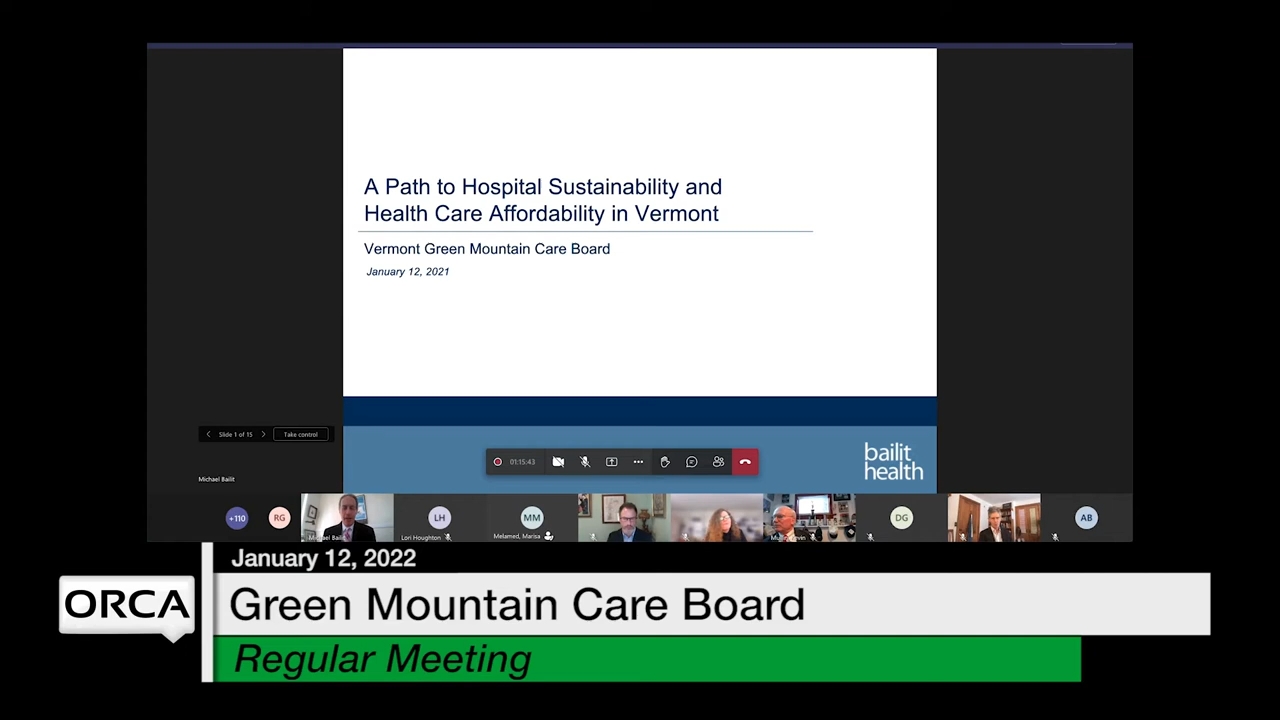 A Path to Hospital Sustainability and
Health Care Affordability in Vermont
Vermont Green Mountain Care Board
January 12, 2021
Slide 1 of 15
Take control
01:15:43
bailit
health
Michael Bailit
+110
RG
Michael Bailit
LH
Lori Houghton
MM
Melamed, Marisa
DG
AB
January 12, 2022
ORCA
Green Mountain Care Board
Regular Meeting